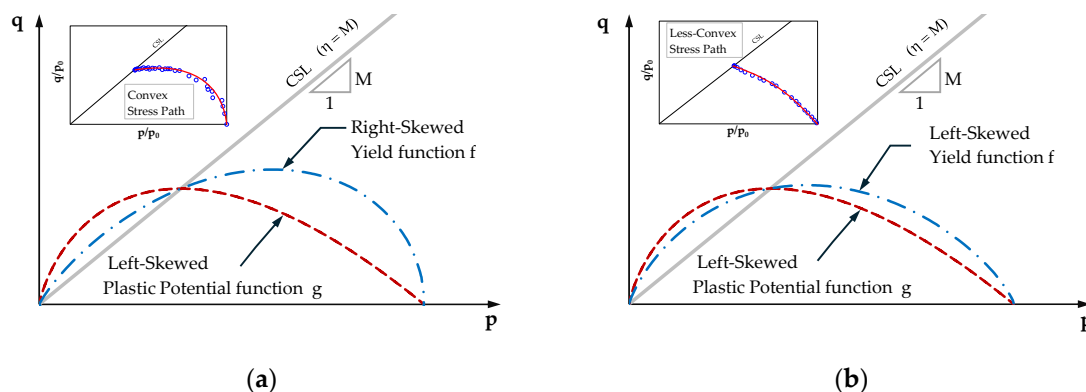 q
CSL
q/p₀
Convex
Stress Path
p/p₀
CSL (η = M)
M
1
Right-Skewed
Yield function f
Left-Skewed
Plastic Potential function g
p
(a)
q
Less-Convex
Stress Path
CSL
q/p₀
p/p₀
CSL (η = M)
M
1
Left-Skewed
Yield function f
Left-Skewed
Plastic Potential function g
p
(b)